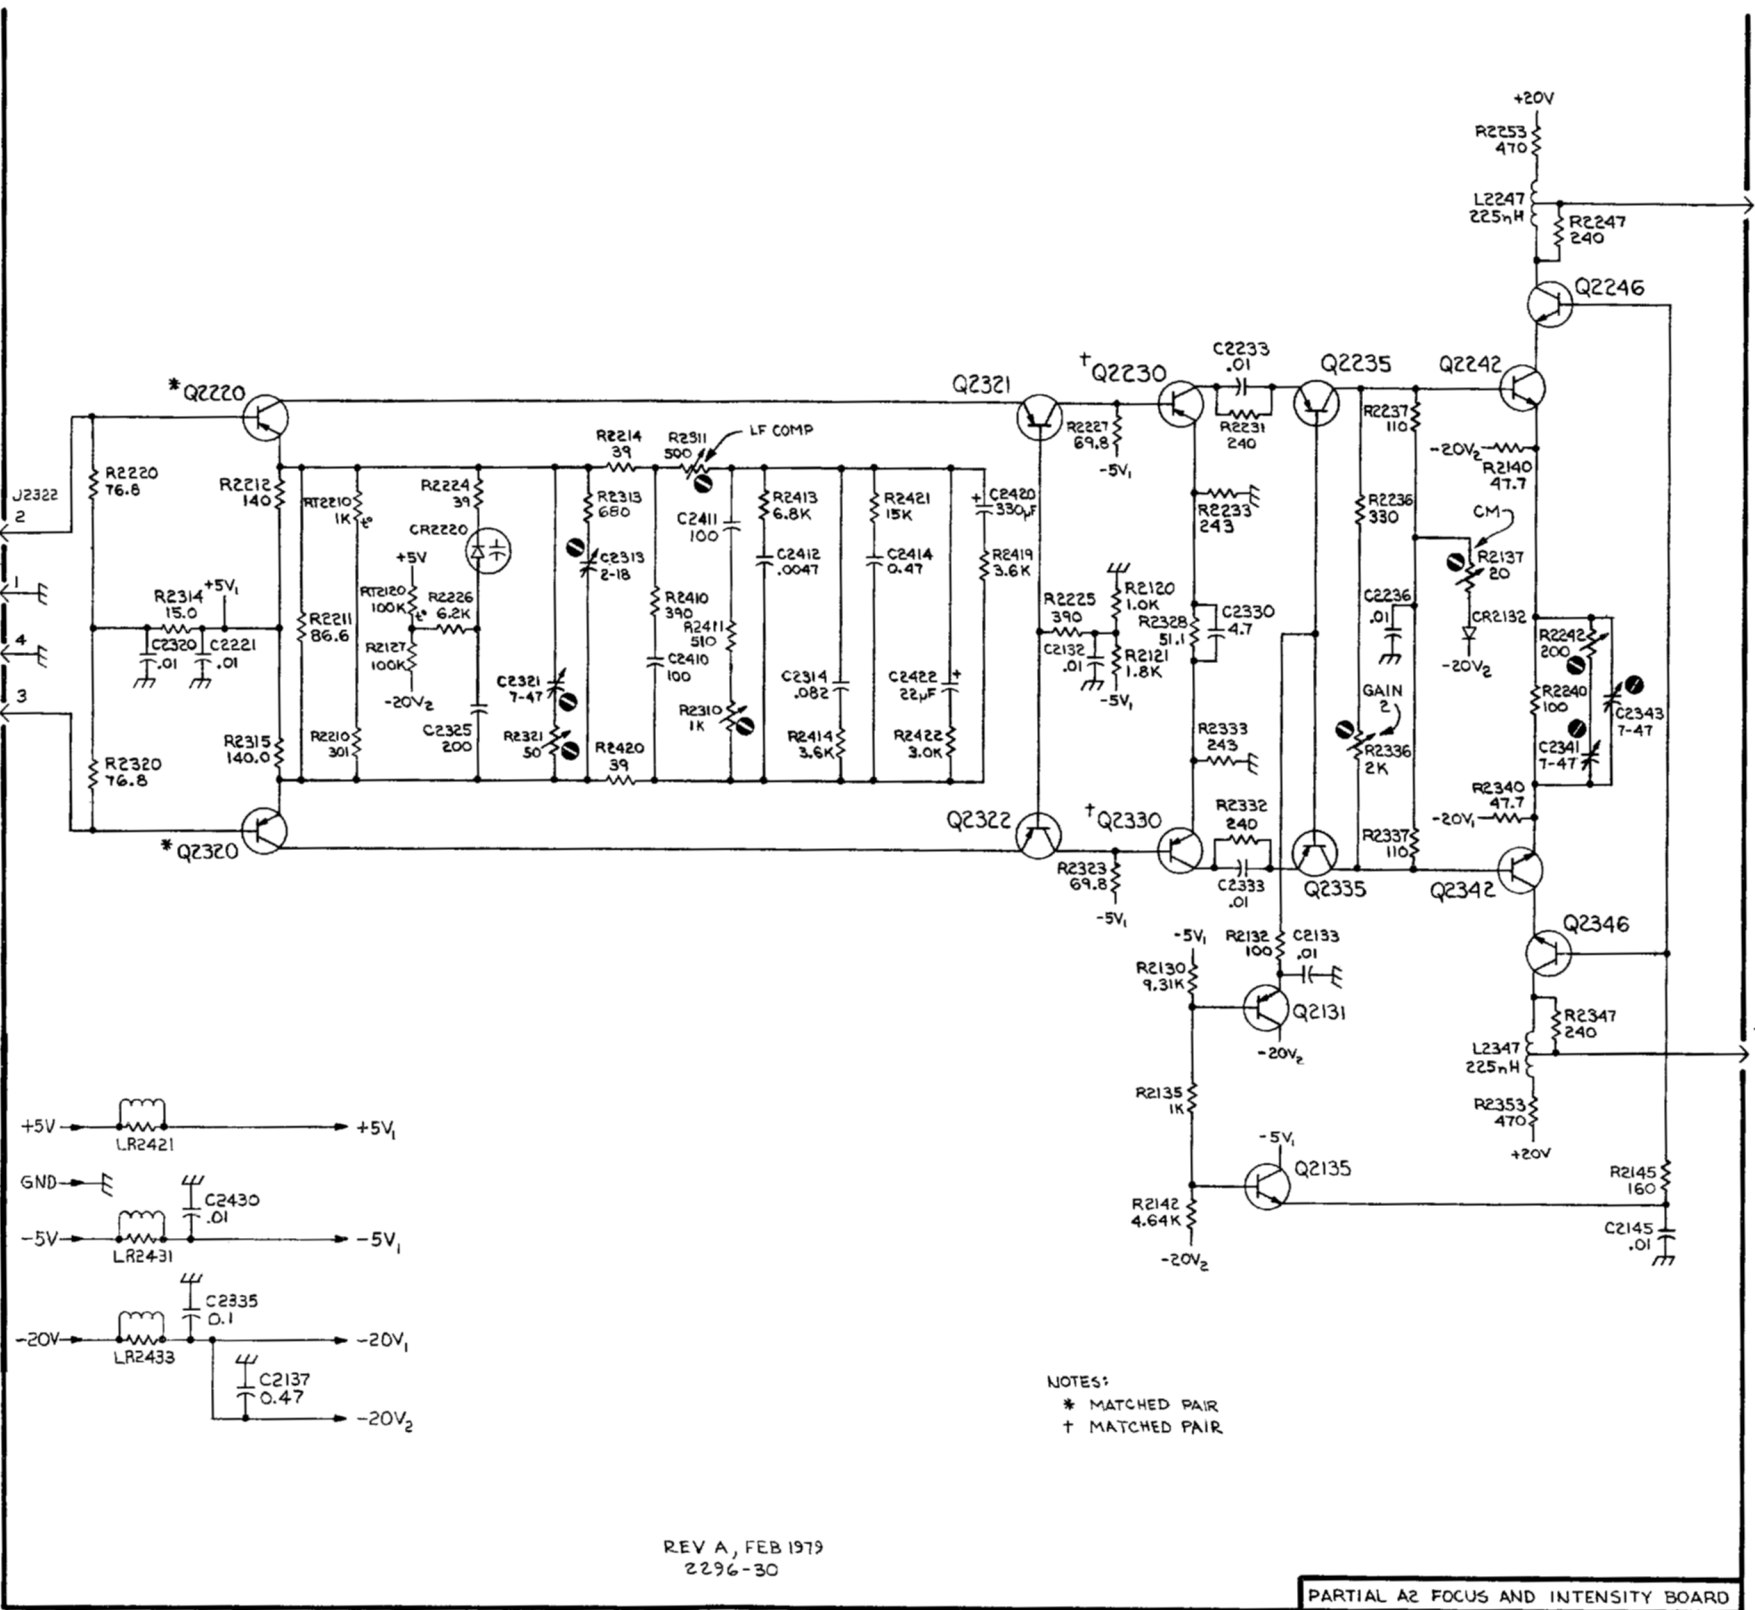 +20V
R2253
470
L2247
225nH
R2247
240
Q2246
C2233
.01
Q2235
Q2242
†Q2230
Q2321
*Q2220
R2237
110
R2231
240
R2227
69.8
-5V₁
-20V₂
R2140
47.7
R2214
39
R2311
500
LF COMP
R2220
76.8
J2322
2
R2212
140
RT2210
1K
t°
R2224
39
CR2220
R2313
680
C2313
2-18
C2411
100
R2413
6.8K
C2412
.0047
R2421
15K
C2414
0.47
C2420
330µF
+
R2419
3.6K
R2233
243
R2236
330
CM
R2137
20
CR2132
-20V₂
+5V
RT2120
100K
t°
R2226
6.2K
R2127
100K
-20V₂
1
4
3
R2314
15.0
+5V₁
C2320
.01
C2221
.01
R2211
86.6
R2410
390
R2411
510
C2410
100
R2225
390
C2132
.01
R2120
1.0K
R2121
1.8K
-5V₁
R2328
51.1
C2330
4.7
C2236
.01
R2242
200
R2240
100
C2343
7-47
C2341
7-47
C2321
7-47
R2321
50
C2325
200
R2310
1K
C2314
.082
C2422
22µF
+
R2414
3.6K
R2422
3.0K
R2333
243
GAIN
2
R2336
2K
R2315
140.0
R2210
301
R2420
39
R2320
76.8
*Q2320
Q2322
†Q2330
R2332
240
C2333
.01
Q2335
R2337
110
R2340
47.7
-20V₁
Q2342
R2323
69.8
-5V₁
Q2346
-5V₁
R2130
9.31K
R2132
100
C2133
.01
Q2131
-20V₂
R2347
240
L2347
225nH
R2353
470
+20V
R2135
1K
-5V₁
Q2135
R2142
4.64K
-20V₂
R2145
160
C2145
.01
+5V
LR2421
+5V₁
GND
C2430
.01
-5V
LR2431
-5V₁
C2335
0.1
-20V
LR2433
-20V₁
C2137
0.47
-20V₂
NOTES:
* MATCHED PAIR
† MATCHED PAIR
REV A, FEB 1979
2296-30
PARTIAL A2 FOCUS AND INTENSITY BOARD